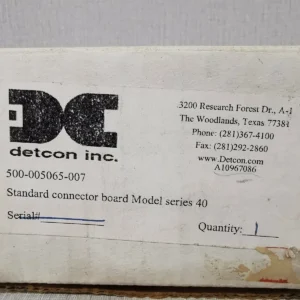 DC
detcon inc.
3200 Research Forest Dr., A-1
The Woodlands, Texas 77381
Phone: (281)367-4100
Fax: (281)292-2860
www.Detcon.com
A10967086
500-005065-007
Standard connector board Model series 40
Serial#
Quantity: 1